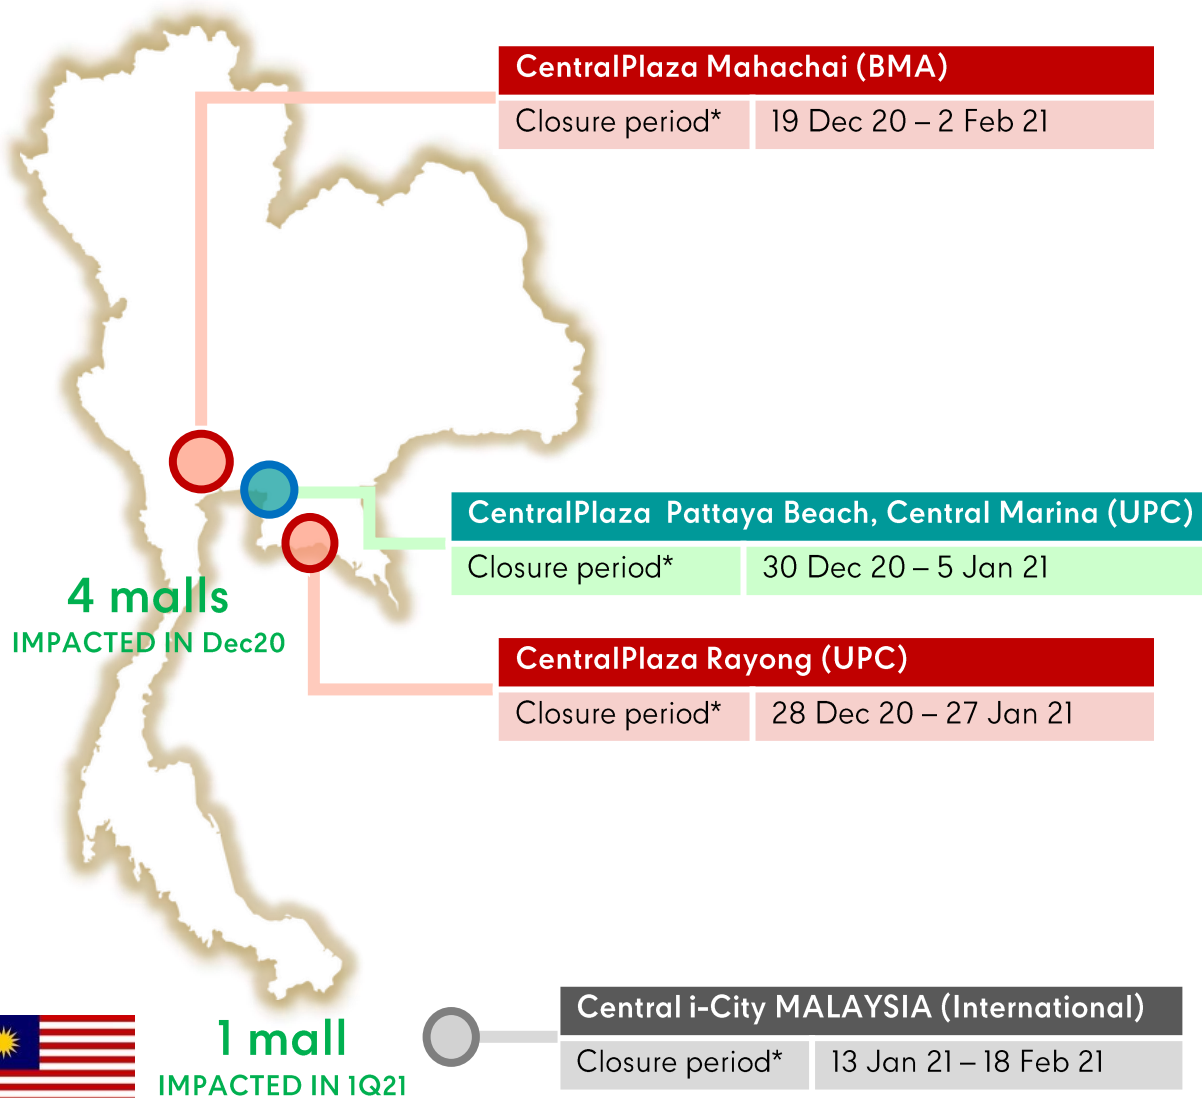 CentralPlaza Mahachai (BMA)
Closure period* 19 Dec 20 – 2 Feb 21
CentralPlaza Pattaya Beach, Central Marina (UPC)
Closure period* 30 Dec 20 – 5 Jan 21
4 malls
IMPACTED IN Dec20
CentralPlaza Rayong (UPC)
Closure period* 28 Dec 20 – 27 Jan 21
Central i-City MALAYSIA (International)
Closure period* 13 Jan 21 – 18 Feb 21
1 mall
IMPACTED IN 1Q21